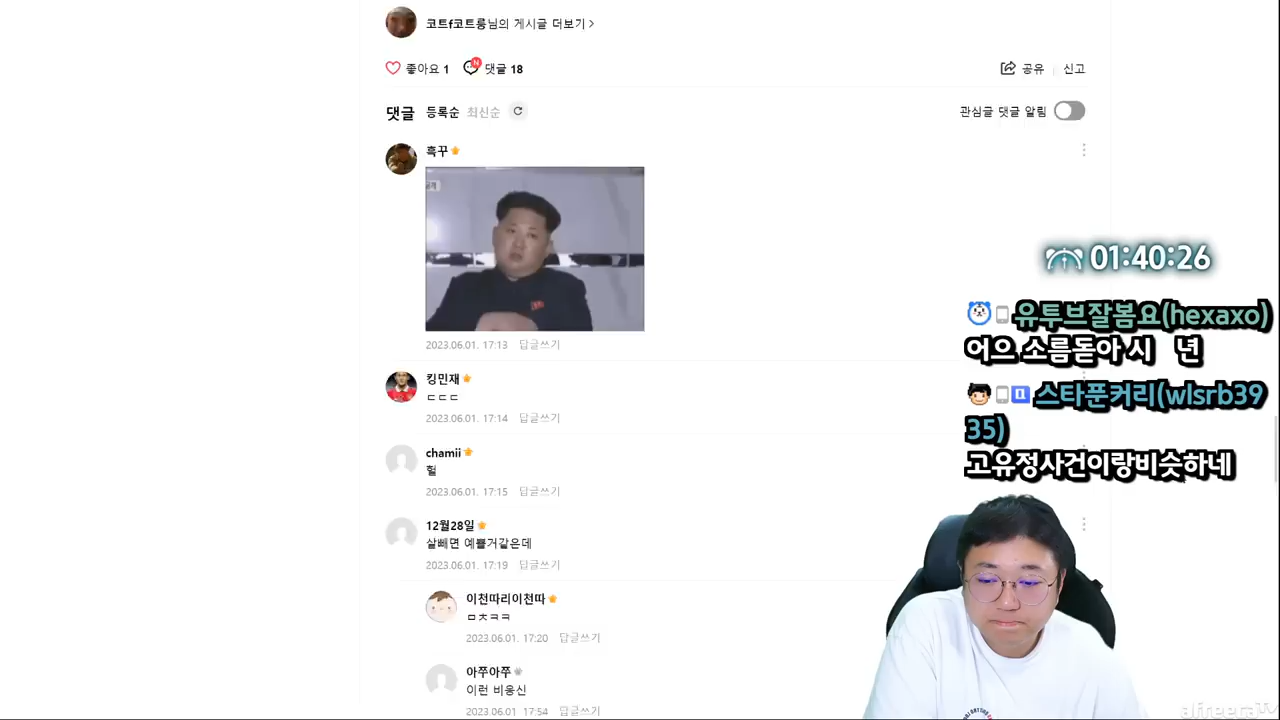 코트f코트릉님의 게시글 더보기 >
좋아요 1 댓글 18
공유 신고
댓글 등록순 최신순
관심글 댓글 알림
흑꾸
2023.06.01. 17:13 답글쓰기
킹민재
ㄷㄷㄷ
2023.06.01. 17:14 답글쓰기
chamii
헐
2023.06.01. 17:15 답글쓰기
12월28일
살빼면 예쁠거같은데
2023.06.01. 17:19 답글쓰기
이천따리이천따
ㅁㅊㅋㅋ
2023.06.01. 17:20 답글쓰기
아쭈아쭈
이런 비웅신
2023.06.01. 17:54 답글쓰기
01:40:26
유투브잘봄요(hexaxo)
어으 소름돋아 시 년
스타푼커리(wlsrb39
35)
고유정사건이랑비슷하네
afreecaTV